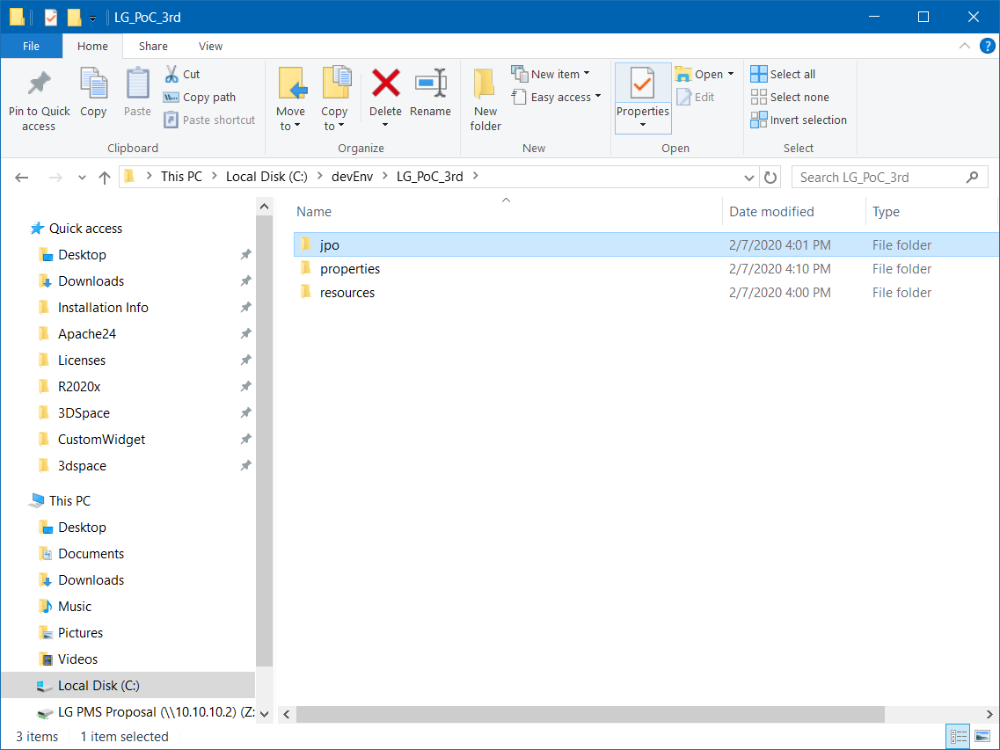 LG_PoC_3rd
File Home Share View
Pin to Quick access
Copy
Paste
Cut
Copy path
Paste shortcut
Clipboard
Move to
Copy to
Delete
Rename
Organize
New folder
New item
Easy access
New
Properties
Open
Edit
Open
Select all
Select none
Invert selection
Select
This PC Local Disk (C:) devEnv LG_PoC_3rd
Search LG_PoC_3rd
Quick access
Desktop
Downloads
Installation Info
Apache24
Licenses
R2020x
3DSpace
CustomWidget
3dspace
This PC
Desktop
Documents
Downloads
Music
Pictures
Videos
Local Disk (C:)
LG PMS Proposal (\\10.10.10.2) (Z:
Name Date modified Type
jpo 2/7/2020 4:01 PM File folder
properties 2/7/2020 4:10 PM File folder
resources 2/7/2020 4:00 PM File folder
3 items 1 item selected